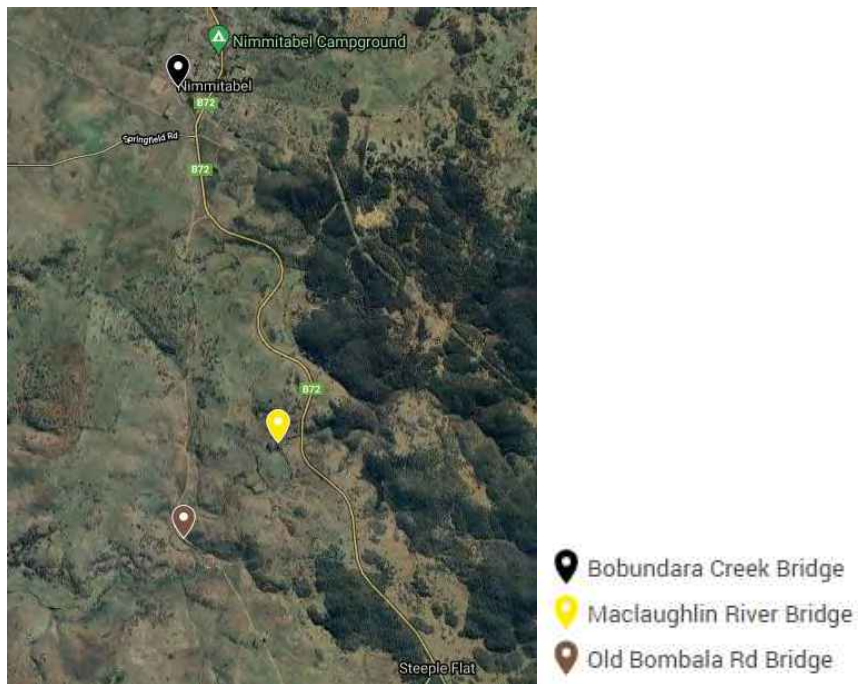 Nimmitabel Campground
Nimmitabel
B72
Springfield Rd
B72
B72
Steeple Flat
Bobundara Creek Bridge
Maclaughlin River Bridge
Old Bombala Rd Bridge